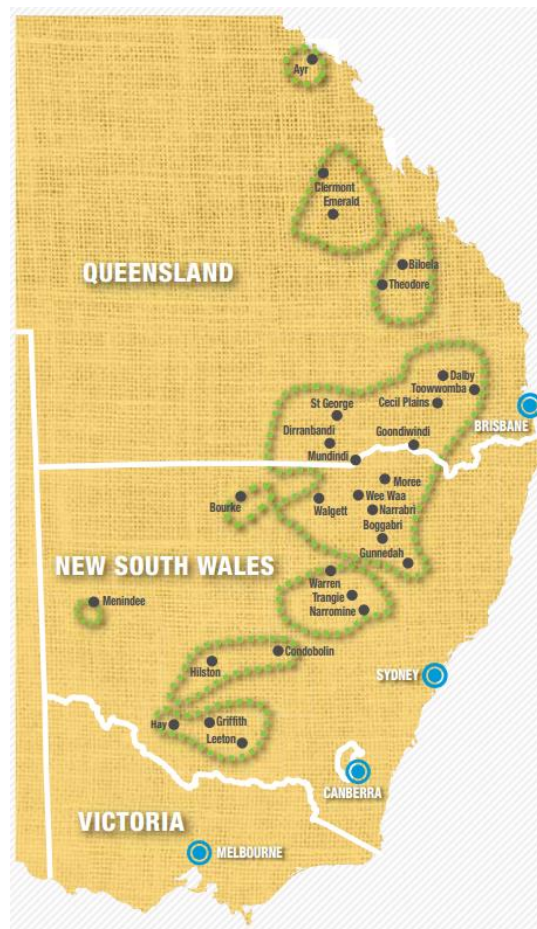 Ayr
Clermont
Emerald
QUEENSLAND
Biloela
Theodore
Dalby
Toowwomba
St George
Cecil Plains
BRISBANE
Dirranbandi
Goondiwindi
Mundindi
Moree
Bourke
Walgett
Wee Waa
Narrabri
Boggabri
Gunnedah
NEW SOUTH WALES
Warren
Trangie
Menindee
Narromine
Condobolin
Hilston
SYDNEY
Hay
Griffith
Leeton
CANBERRA
VICTORIA
MELBOURNE